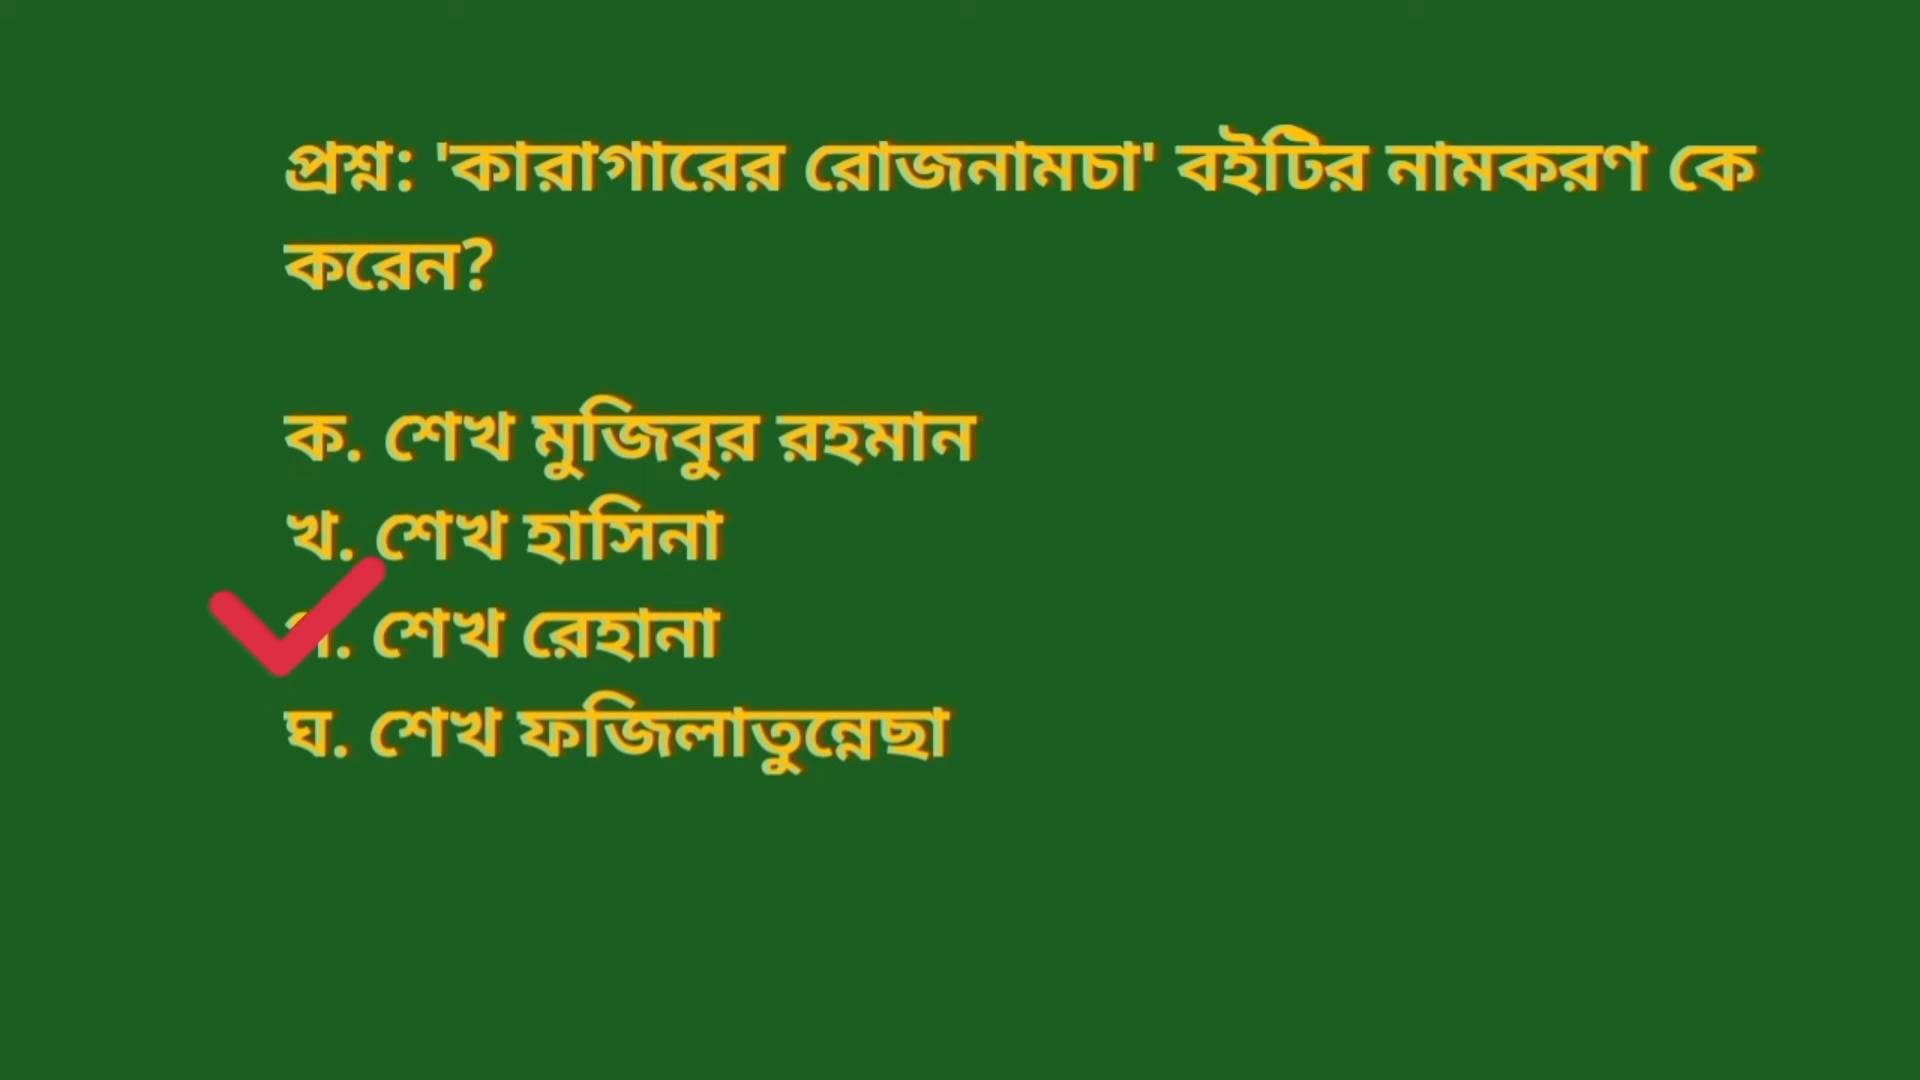 প্রশ্ন: 'কারাগারের রোজনামচা' বইটির নামকরণ কে
করেন?
ক. শেখ মুজিবুর রহমান
খ. শেখ হাসিনা
গ. শেখ রেহানা
ঘ. শেখ ফজিলাতুন্নেছা